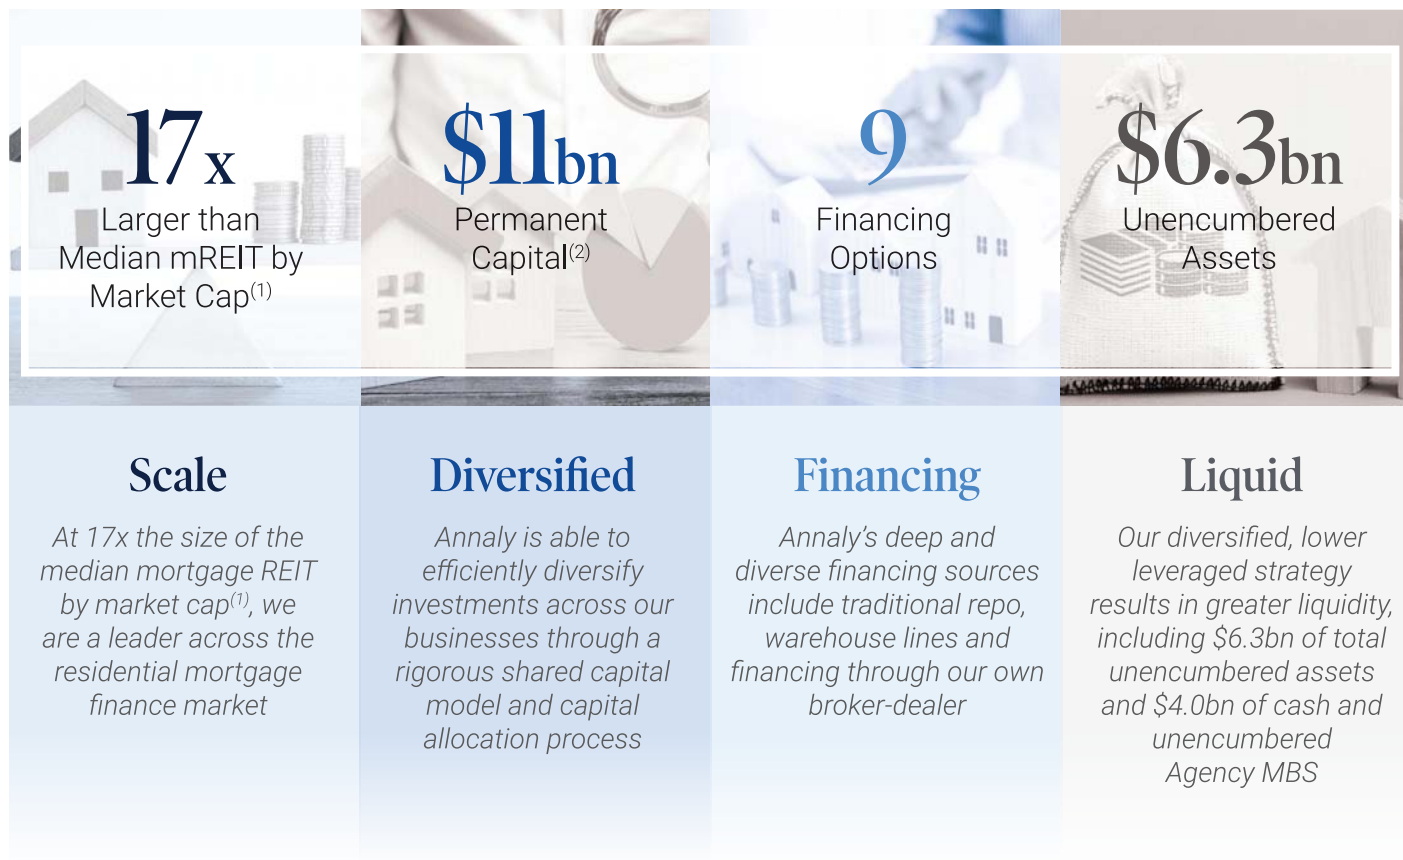 17x
Larger than
Median mREIT by
Market Cap(1)
$11bn
Permanent
Capital(2)
9
Financing
Options
$6.3bn
Unencumbered
Assets
Scale
At 17x the size of the
median mortgage REIT
by market cap(1), we
are a leader across the
residential mortgage
finance market
Diversified
Annaly is able to
efficiently diversify
investments across our
businesses through a
rigorous shared capital
model and capital
allocation process
Financing
Annaly’s deep and
diverse financing sources
include traditional repo,
warehouse lines and
financing through our own
broker-dealer
Liquid
Our diversified, lower
leveraged strategy
results in greater liquidity,
including $6.3bn of total
unencumbered assets
and $4.0bn of cash and
unencumbered
Agency MBS